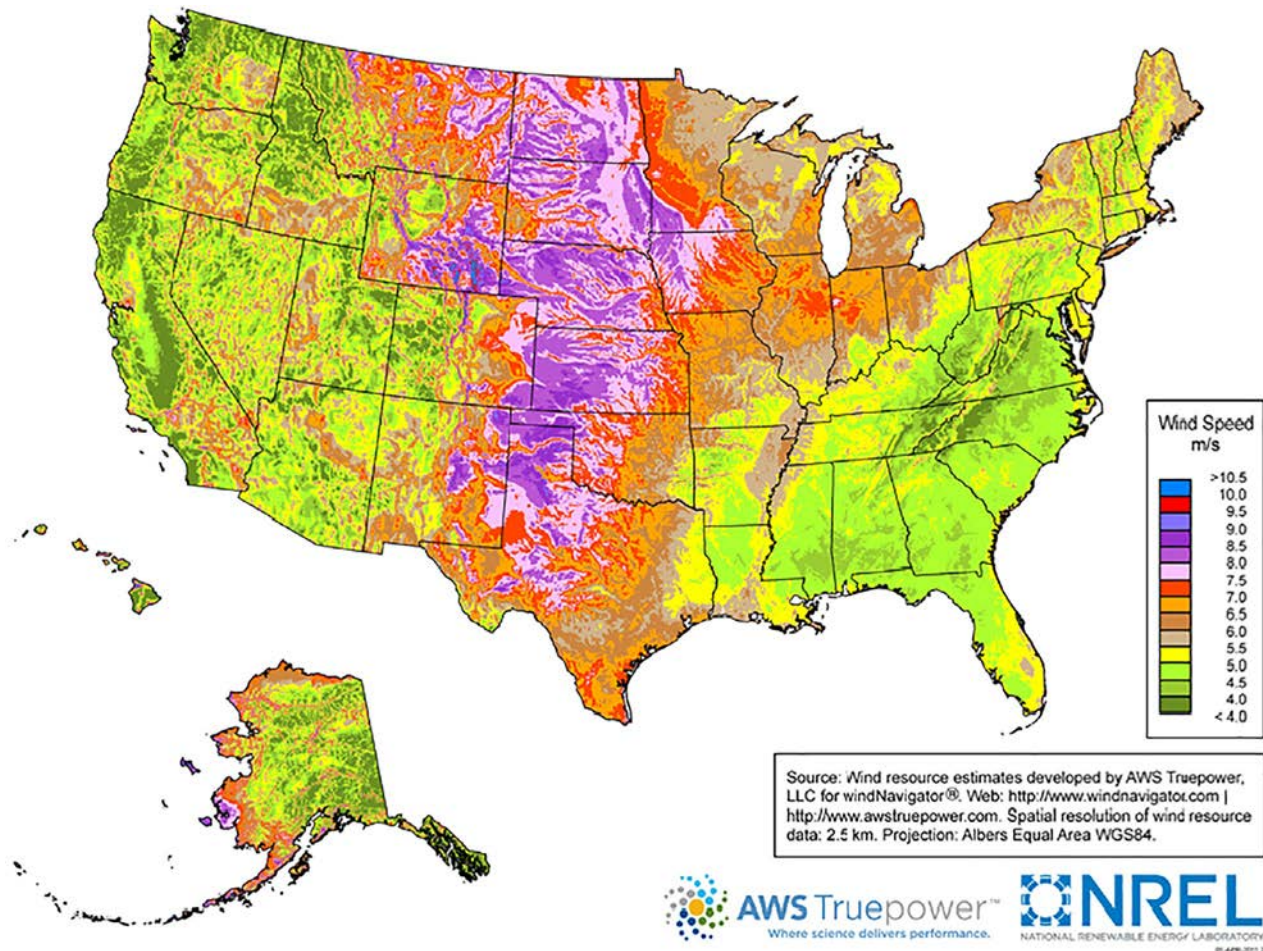 Wind Speed
m/s
>10.5
10.0
9.5
9.0
8.5
8.0
7.5
7.0
6.5
6.0
5.5
5.0
4.5
< 4.0
Source: Wind resource estimates developed by AWS Truepower,
LLC for windNavigator®. Web: http://www.windnavigator.com |
http://www.awstruepower.com. Spatial resolution of wind resource
data: 2.5 km. Projection: Albers Equal Area WGS84.
AWS Truepower™
Where science delivers performance.
NREL
NATIONAL RENEWABLE ENERGY LABORATORY